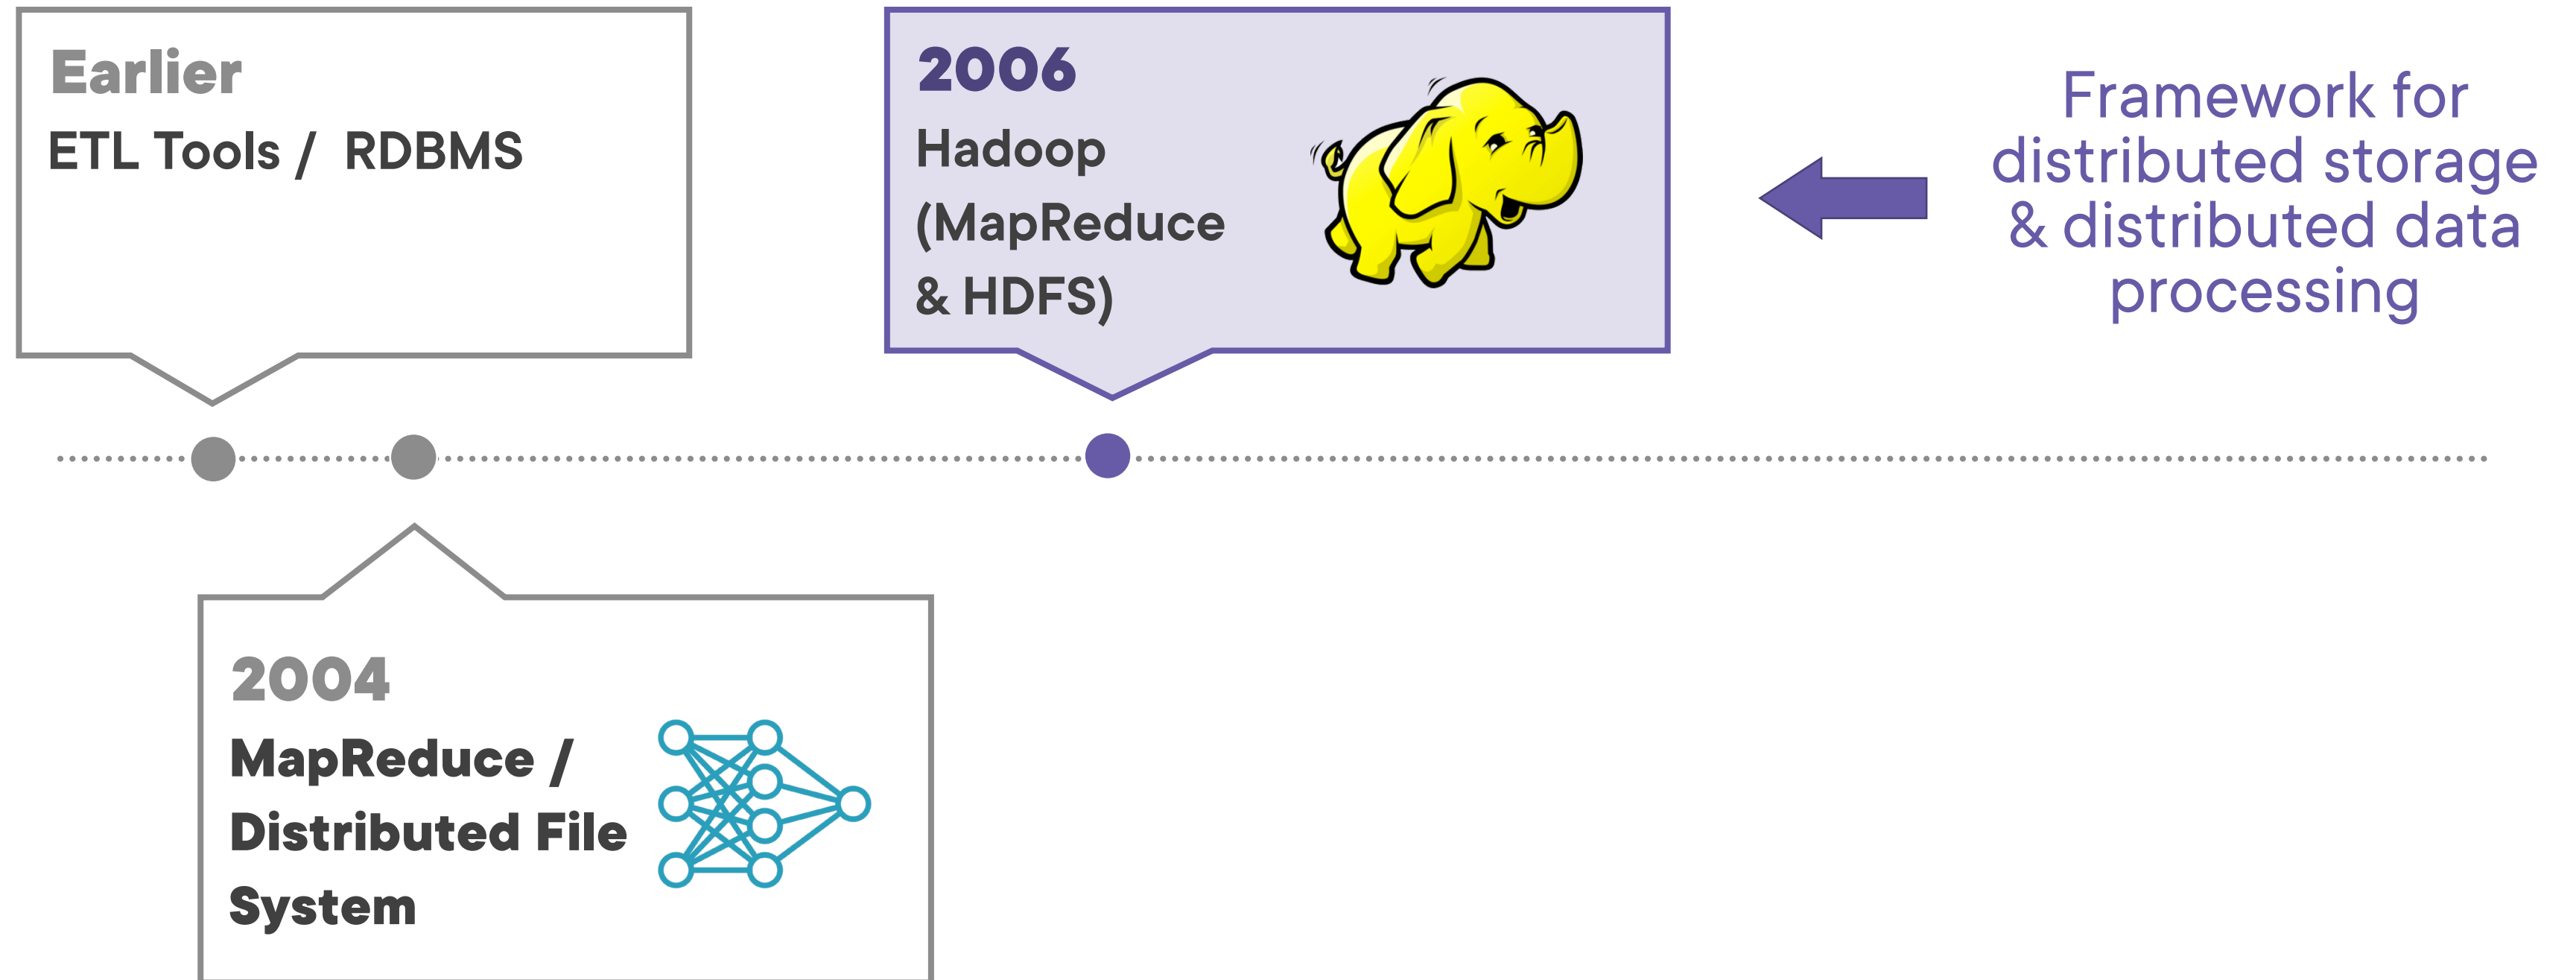 Earlier
ETL Tools / RDBMS
2006
Hadoop
(MapReduce
& HDFS)
Framework for
distributed storage
& distributed data
processing
2004
MapReduce /
Distributed File
System